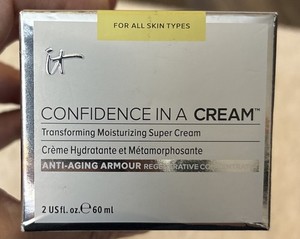 FOR ALL SKIN TYPES
it
CONFIDENCE IN A CREAM™
Transforming Moisturizing Super Cream
Crème Hydratante et Métamorphosante
ANTI-AGING ARMOUR REGENERATIVE
2 US fl. oz. ℮ 60 ml